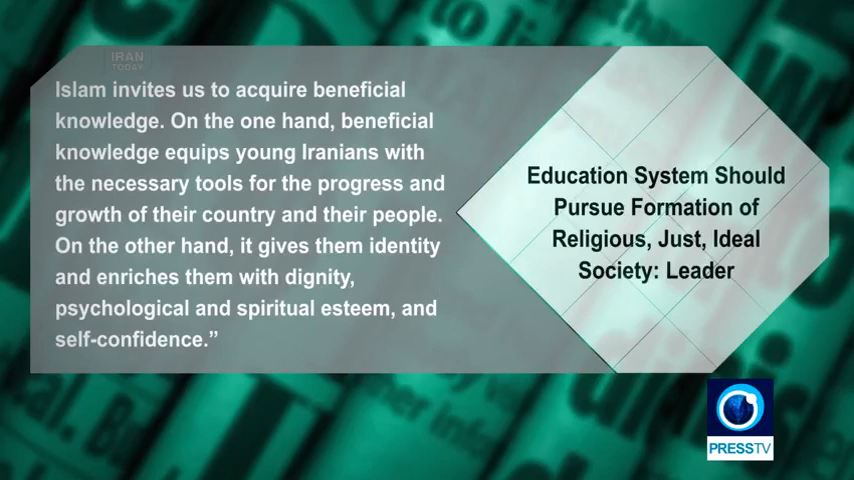 IRAN
TODAY
Islam invites us to acquire beneficial
knowledge. On the one hand, beneficial
knowledge equips young Iranians with
the necessary tools for the progress and
growth of their country and their people.
On the other hand, it gives them identity
and enriches them with dignity,
psychological and spiritual esteem, and
self-confidence.”
Education System Should
Pursue Formation of
Religious, Just, Ideal
Society: Leader
PRESSTV